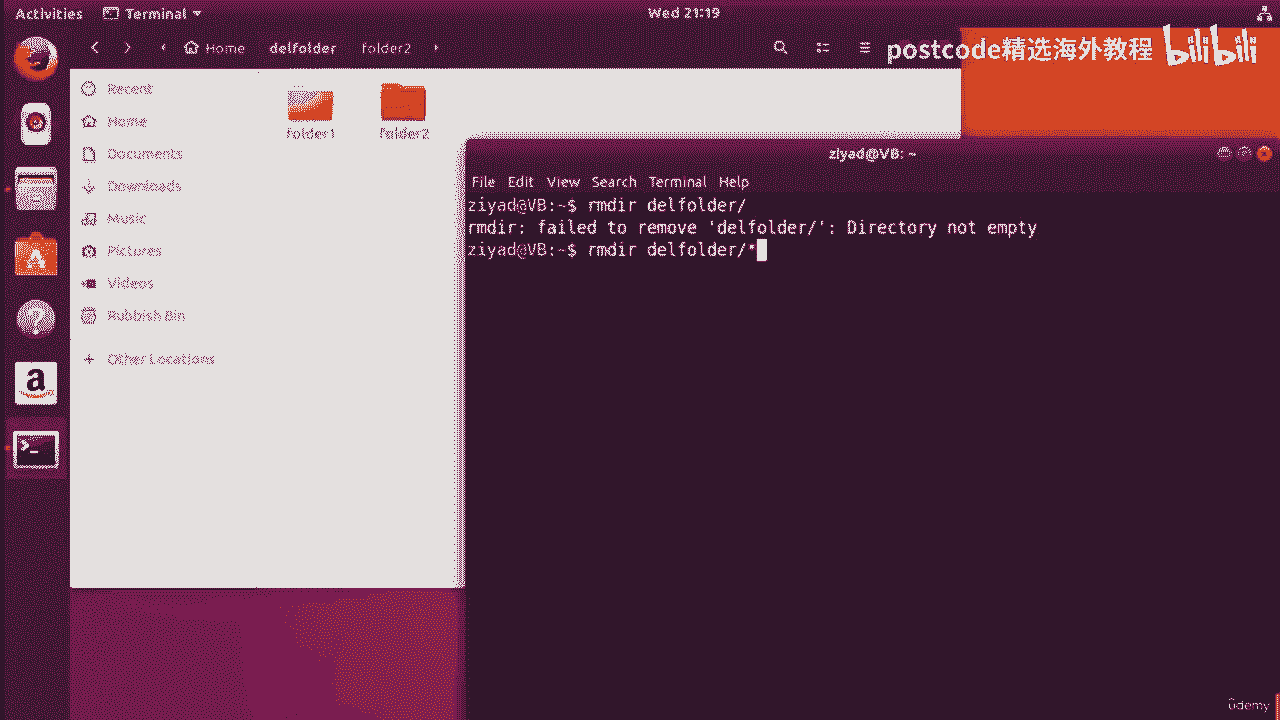 Activities Terminal Wed 21:19
Home delfolder folder2
postcode精选海外教程 bilibili
Recent
Home
Documents
Downloads
Music
Pictures
Videos
Rubbish Bin
Other Locations
folder1 folder2
ziyad@VB: ~
File Edit View Search Terminal Help
ziyad@VB:~$ rmdir delfolder/
rmdir: failed to remove 'delfolder/': Directory not empty
ziyad@VB:~$ rmdir delfolder/*
a
Udemy